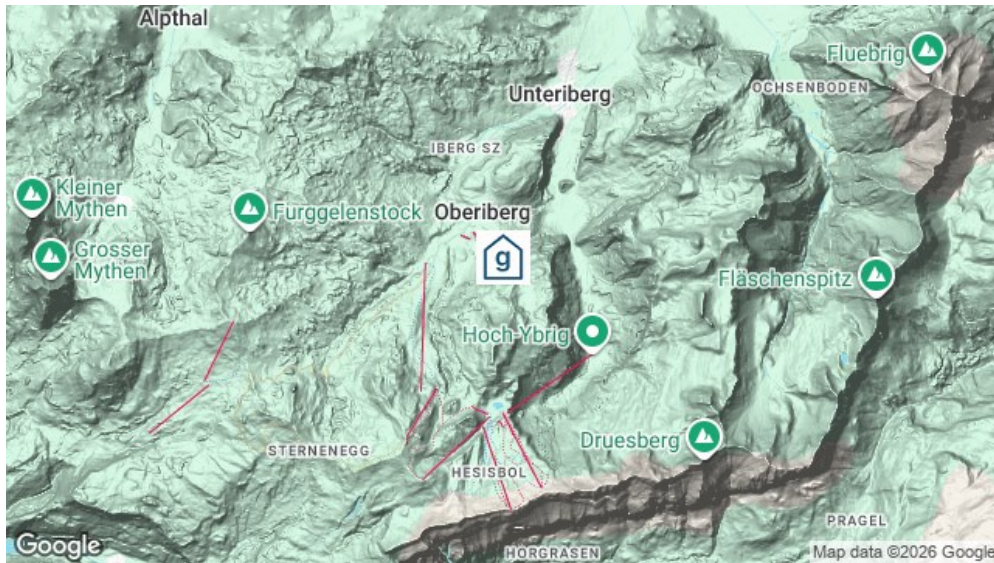 Alpthal
Fluebrig
OCHSENBODEN
Unteriberg
IBERG SZ
Kleiner
Mythen
Furggelenstock
Oberiberg
Grosser
Mythen
g
Fläschenspitz
Hoch-Ybrig
Druesberg
STERNENEGG
HESISBOL
PRAGEL
HORGRASEN
Google
Map data ©2026 Google